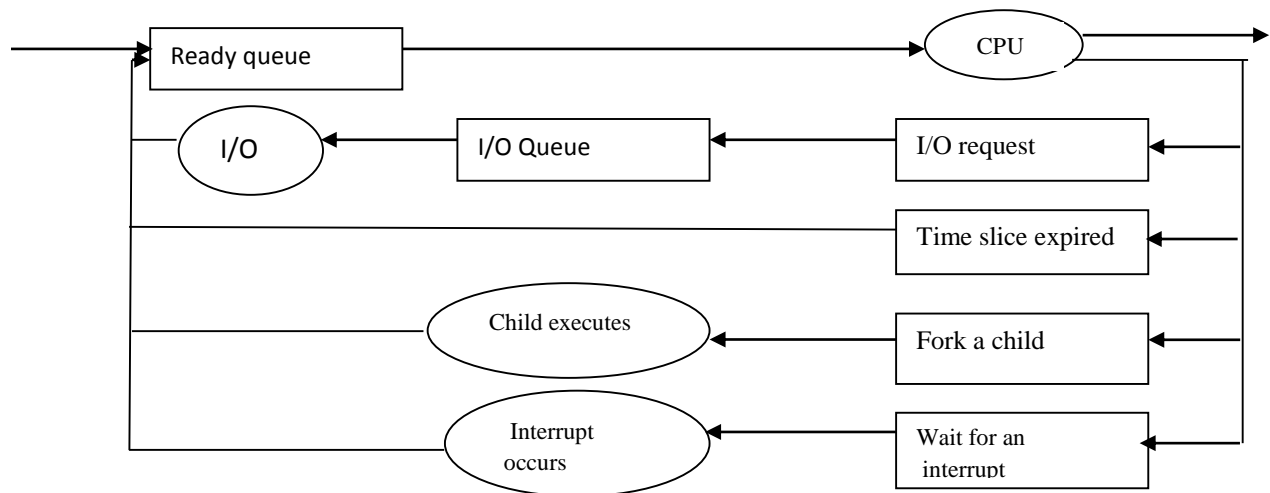 Ready queue
CPU
I/O
I/O Queue
I/O request
Time slice expired
Child executes
Fork a child
Interrupt
occurs
Wait for an
interrupt